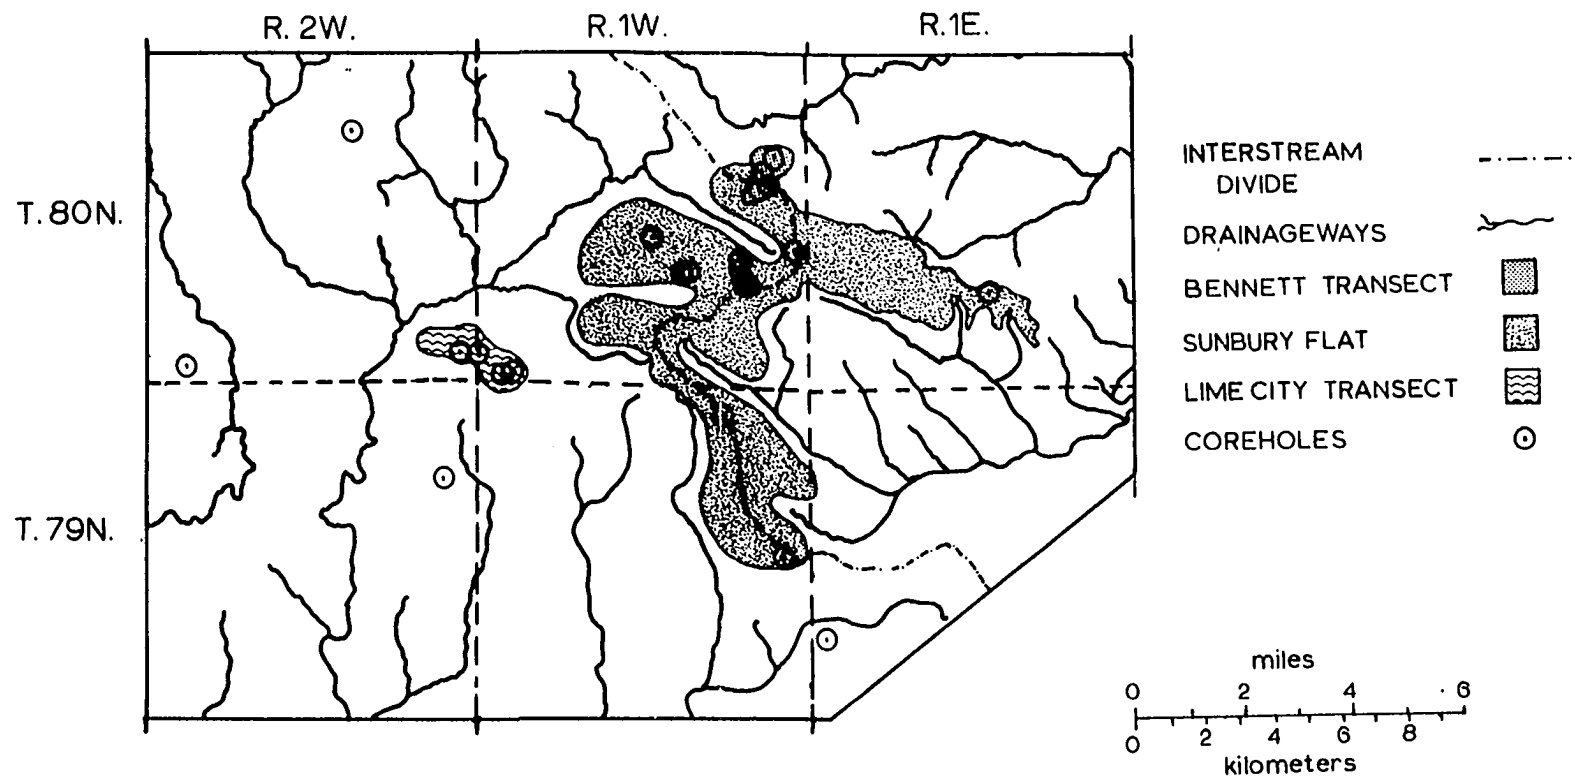 R. 2W. R. 1W. R.1E.
T. 80N.
T. 79N.
INTERSTREAM
DIVIDE
DRAINAGEWAYS
BENNETT TRANSECT
SUNBURY FLAT
LIME CITY TRANSECT
COREHOLES
miles
0 2 4 6
0 2 4 6 8
kilometers